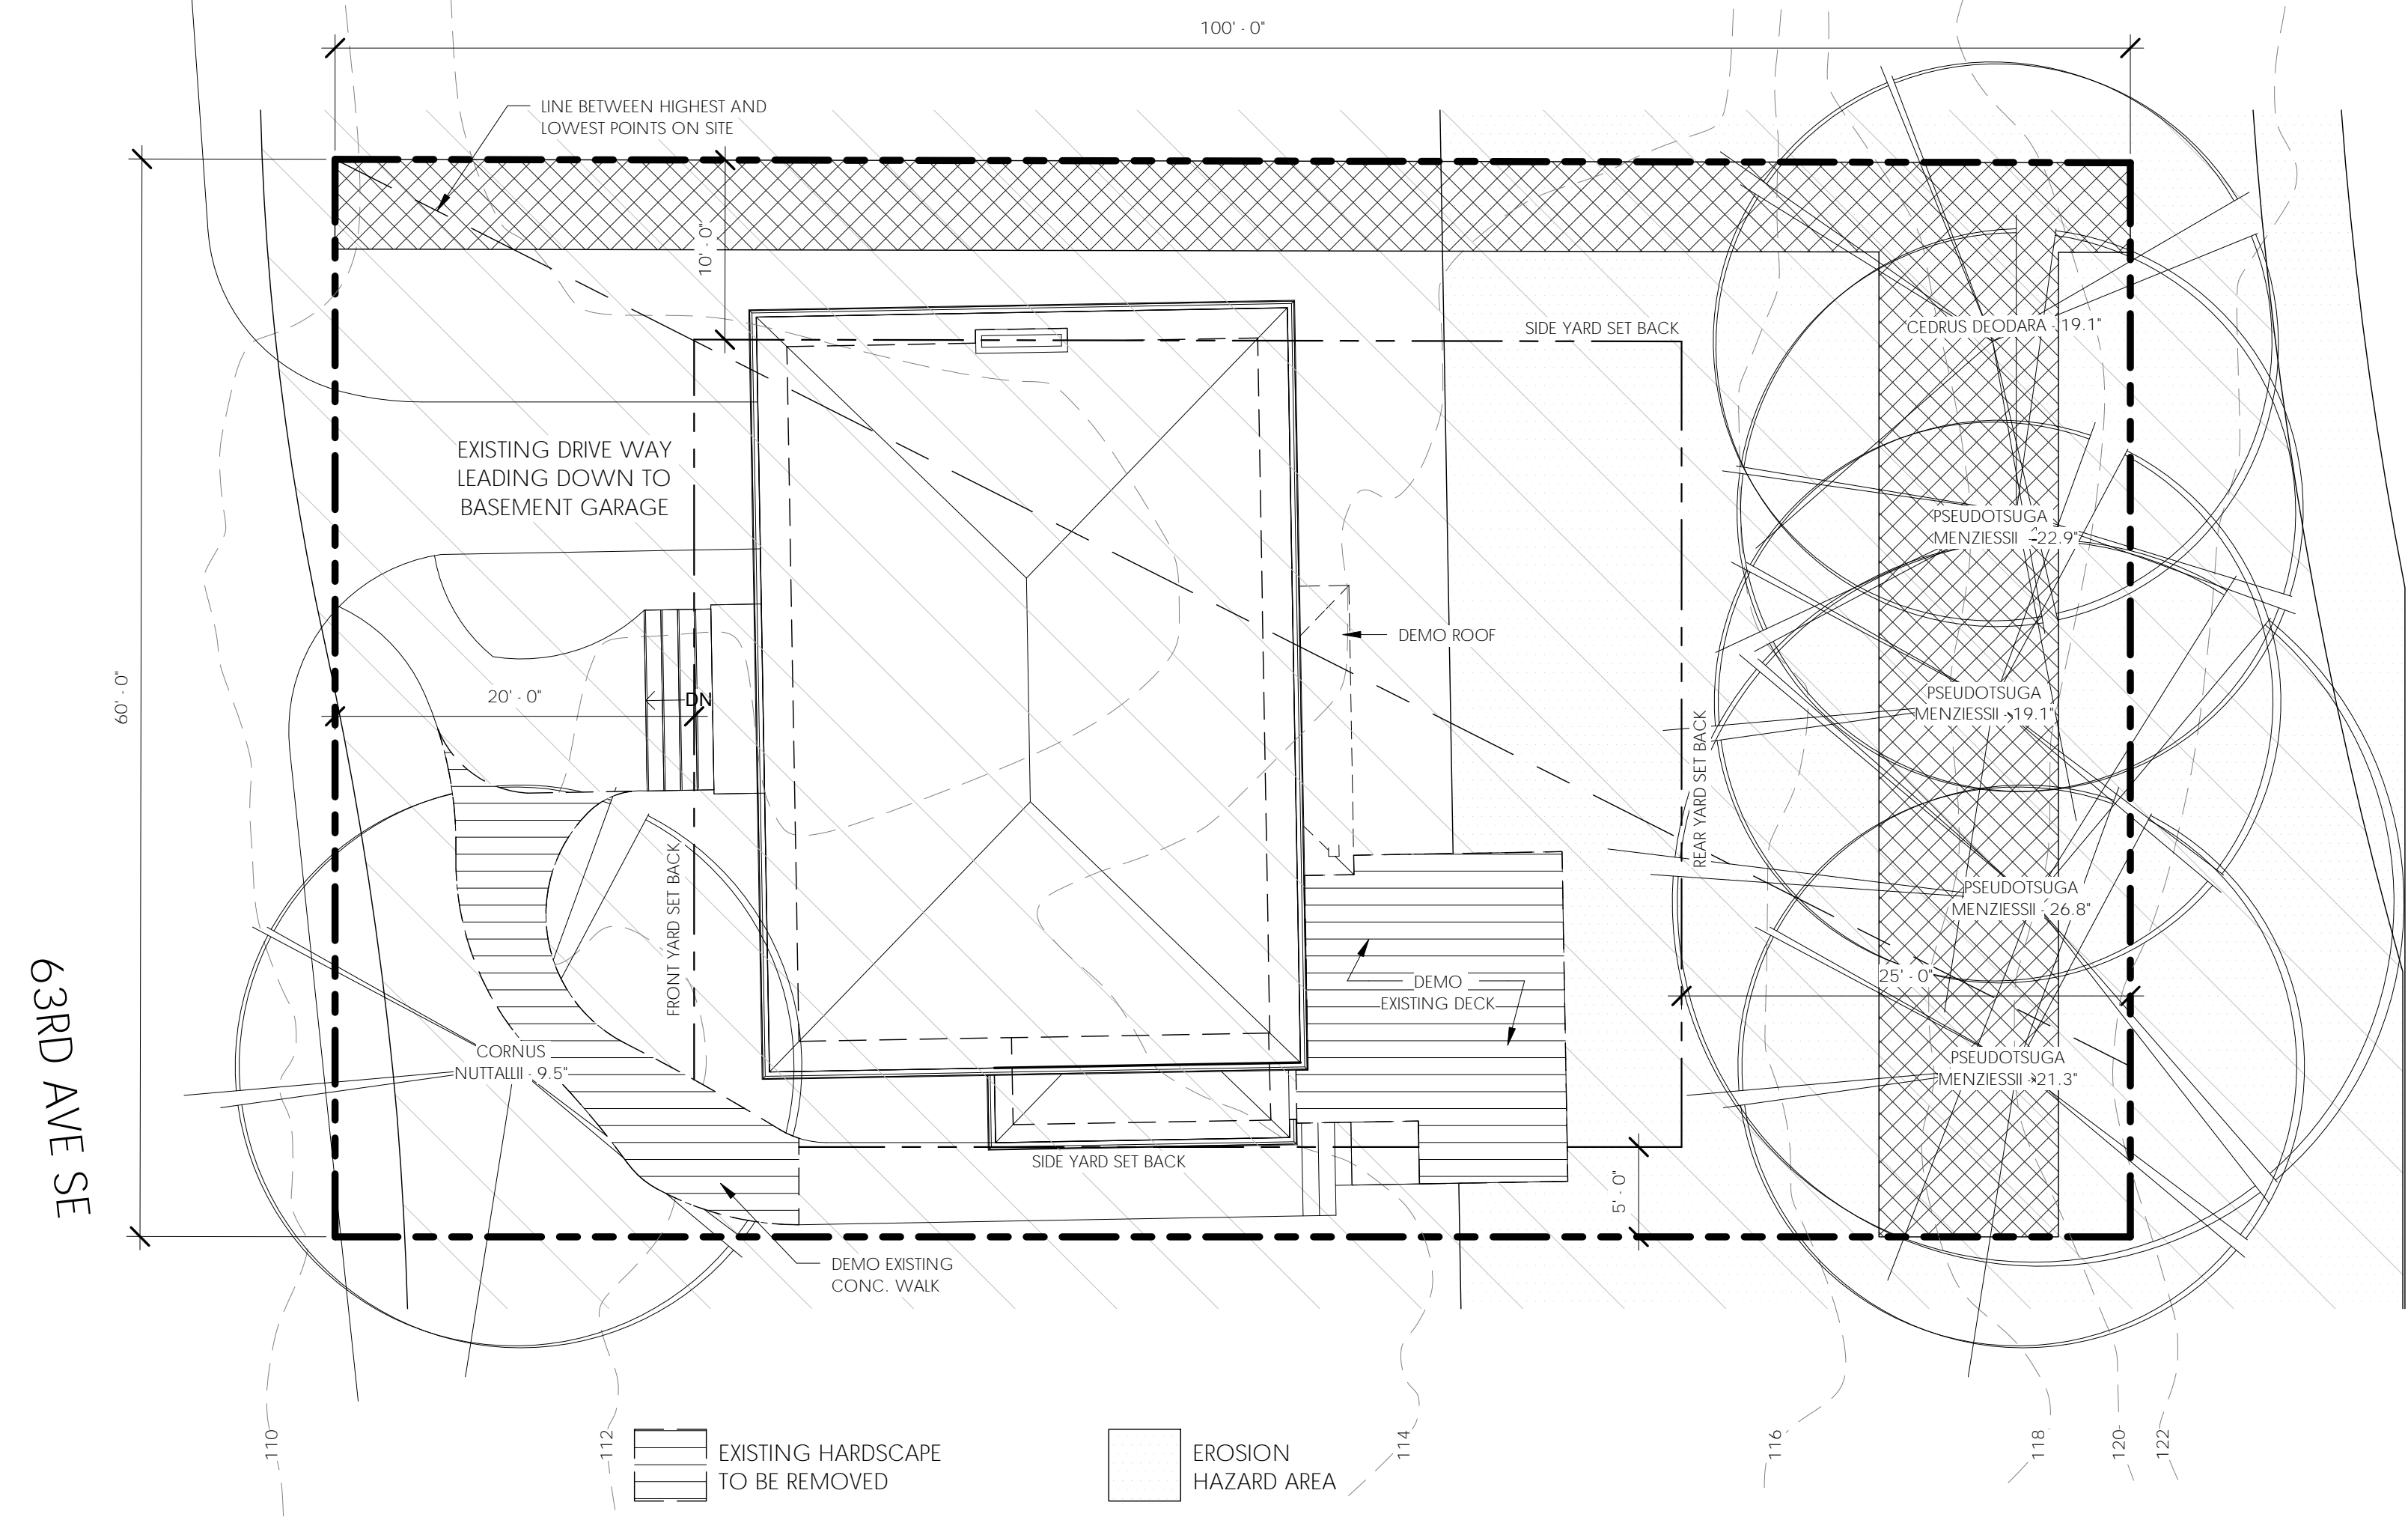 100' - 0"
LINE BETWEEN HIGHEST AND
LOWEST POINTS ON SITE
10' - 0"
SIDE YARD SET BACK
CEDRUS DEODARA - 19.1"
EXISTING DRIVE WAY
LEADING DOWN TO
BASEMENT GARAGE
PSEUDOTSUGA
MENZIESSII - 22.9"
DEMO ROOF
60' - 0"
20' - 0"
DN
PSEUDOTSUGA
MENZIESSII - 19.1"
REAR YARD SET BACK
FRONT YARD SET BACK
PSEUDOTSUGA
MENZIESSII - 26.8"
25' - 0"
DEMO
EXISTING DECK
63RD AVE SE
CORNUS
NUTTALLII - 9.5"
PSEUDOTSUGA
MENZIESSII - 21.3"
SIDE YARD SET BACK
5' - 0"
DEMO EXISTING
CONC. WALK
110
112
EXISTING HARDSCAPE
TO BE REMOVED
EROSION
HAZARD AREA
114
116
118
120
122